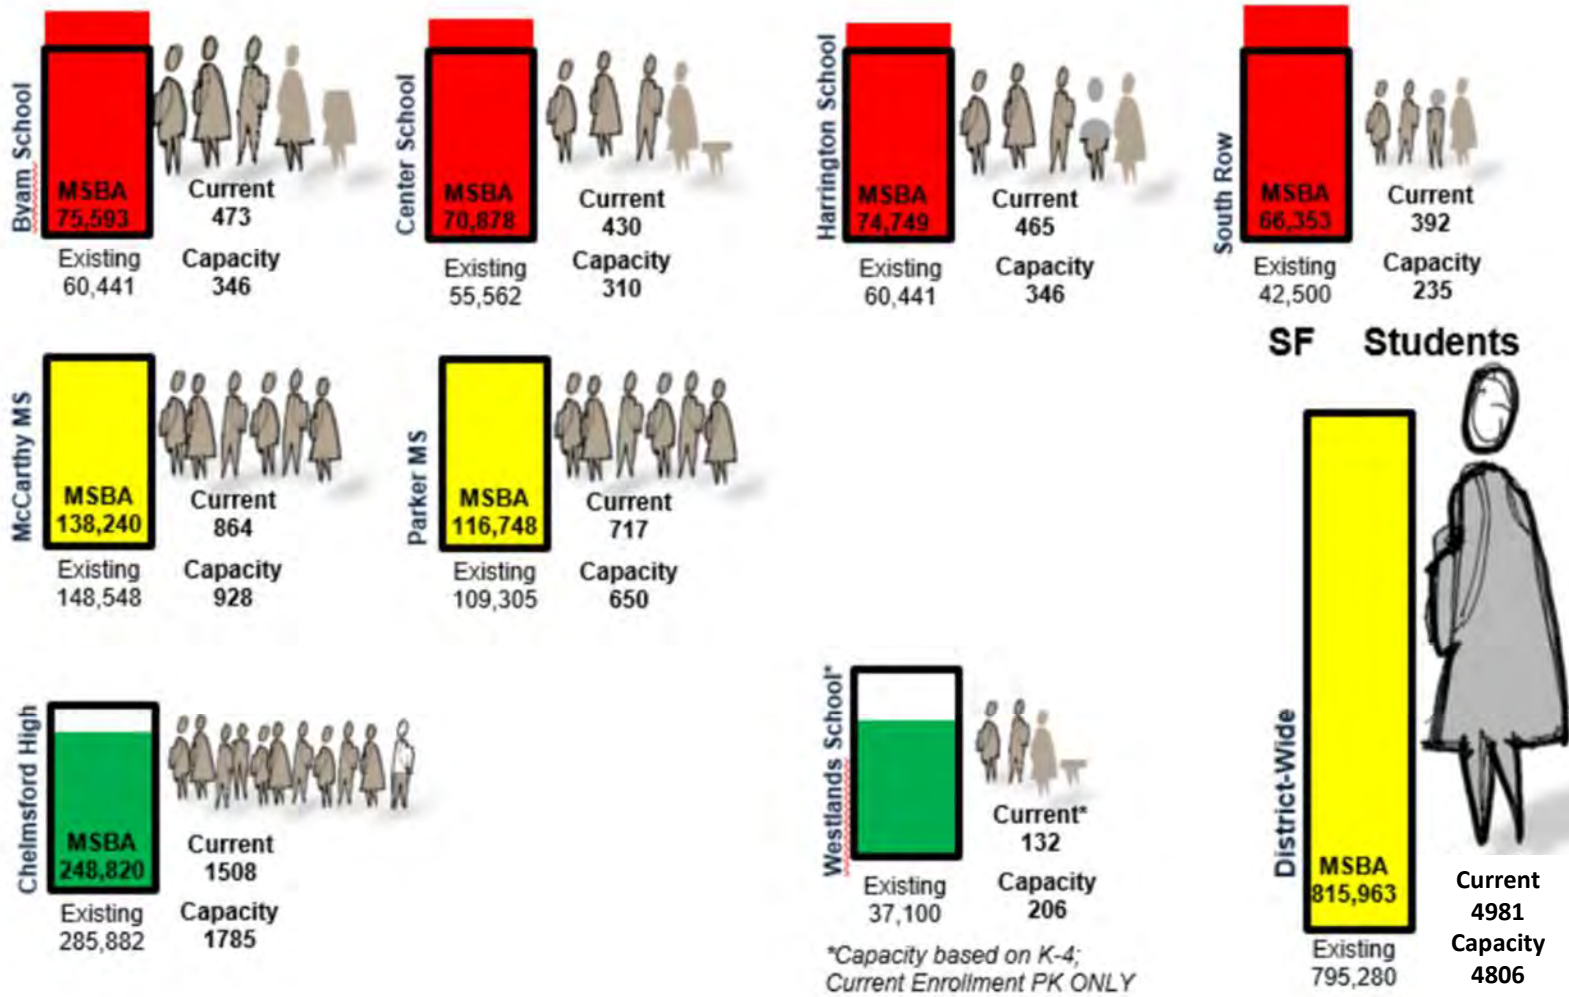 Byam School
MSBA
75,593
Existing
60,441
Current
473
Capacity
346
Center School
MSBA
70,878
Existing
55,562
Current
430
Capacity
310
Harrington School
MSBA
74,749
Existing
60,441
Current
465
Capacity
346
South Row
MSBA
66,353
Existing
42,500
Current
392
Capacity
235
McCarthy MS
MSBA
138,240
Existing
148,548
Current
864
Capacity
928
Parker MS
MSBA
116,748
Existing
109,305
Current
717
Capacity
650
Chelmsford High
MSBA
248,820
Existing
285,882
Current
1508
Capacity
1785
Westlands School*
Existing
37,100
Current*
132
Capacity
206
*Capacity based on K-4;
Current Enrollment PK ONLY
SF Students
District-Wide
MSBA
815,963
Existing
795,280
Current
4981
Capacity
4806